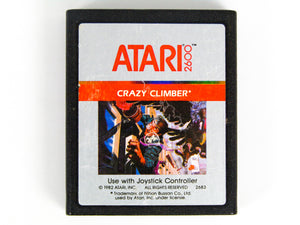 ATARI® 2600™
CRAZY CLIMBER*
Use with Joystick Controller
© 1982 ATARI, INC. ALL RIGHTS RESERVED 2683
* Trademark of Nihon Bussan Co., Ltd.
used by Atari, Inc. under license.